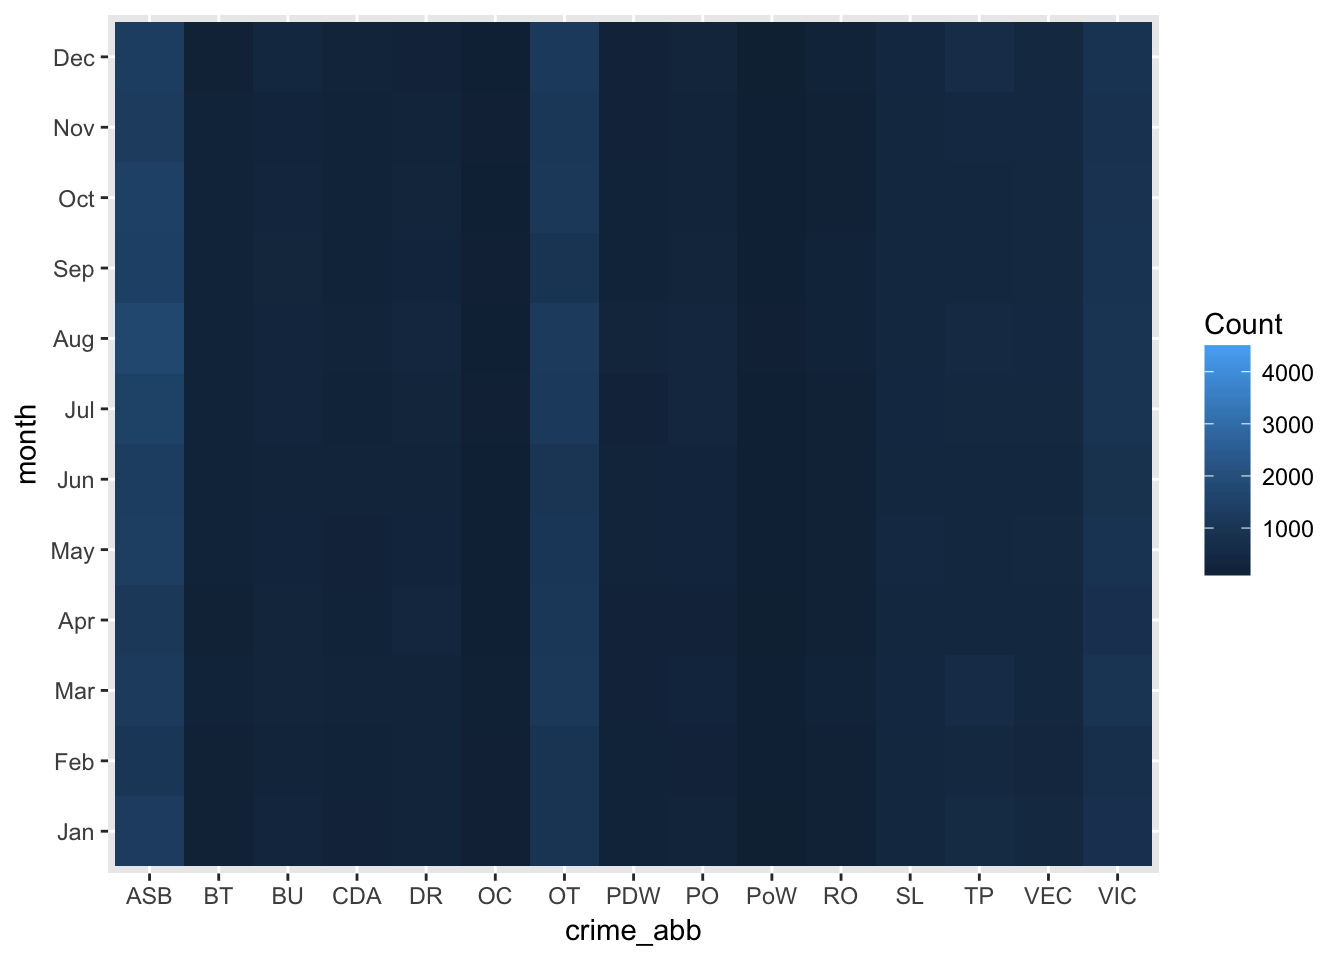 Dec
Nov
Oct
Sep
Aug
Jul
Jun
May
Apr
Mar
Feb
Jan
month
ASB BT BU CDA DR OC OT PDW PO PoW RO SL TP VEC VIC
crime_abb
Count
4000
3000
2000
1000